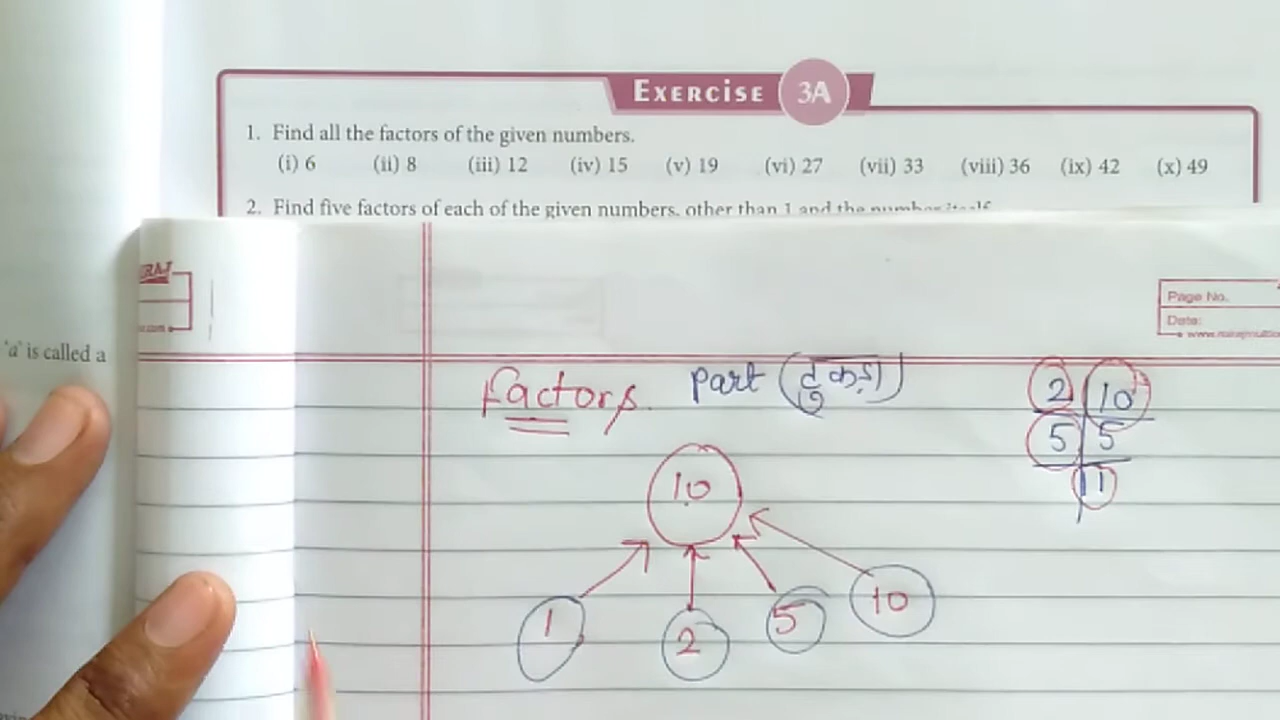 EXERCISE 3A
1. Find all the factors of the given numbers.
(i) 6 (ii) 8 (iii) 12 (iv) 15 (v) 19 (vi) 27 (vii) 33 (viii) 36 (ix) 42 (x) 49
2. Find five factors of each of the given numbers, other than 1 and the number itself
Page No.
Date:
'a' is called a
Factors. part (टुकड़ा)
2 10
5 5
1
10
1 2 5 10